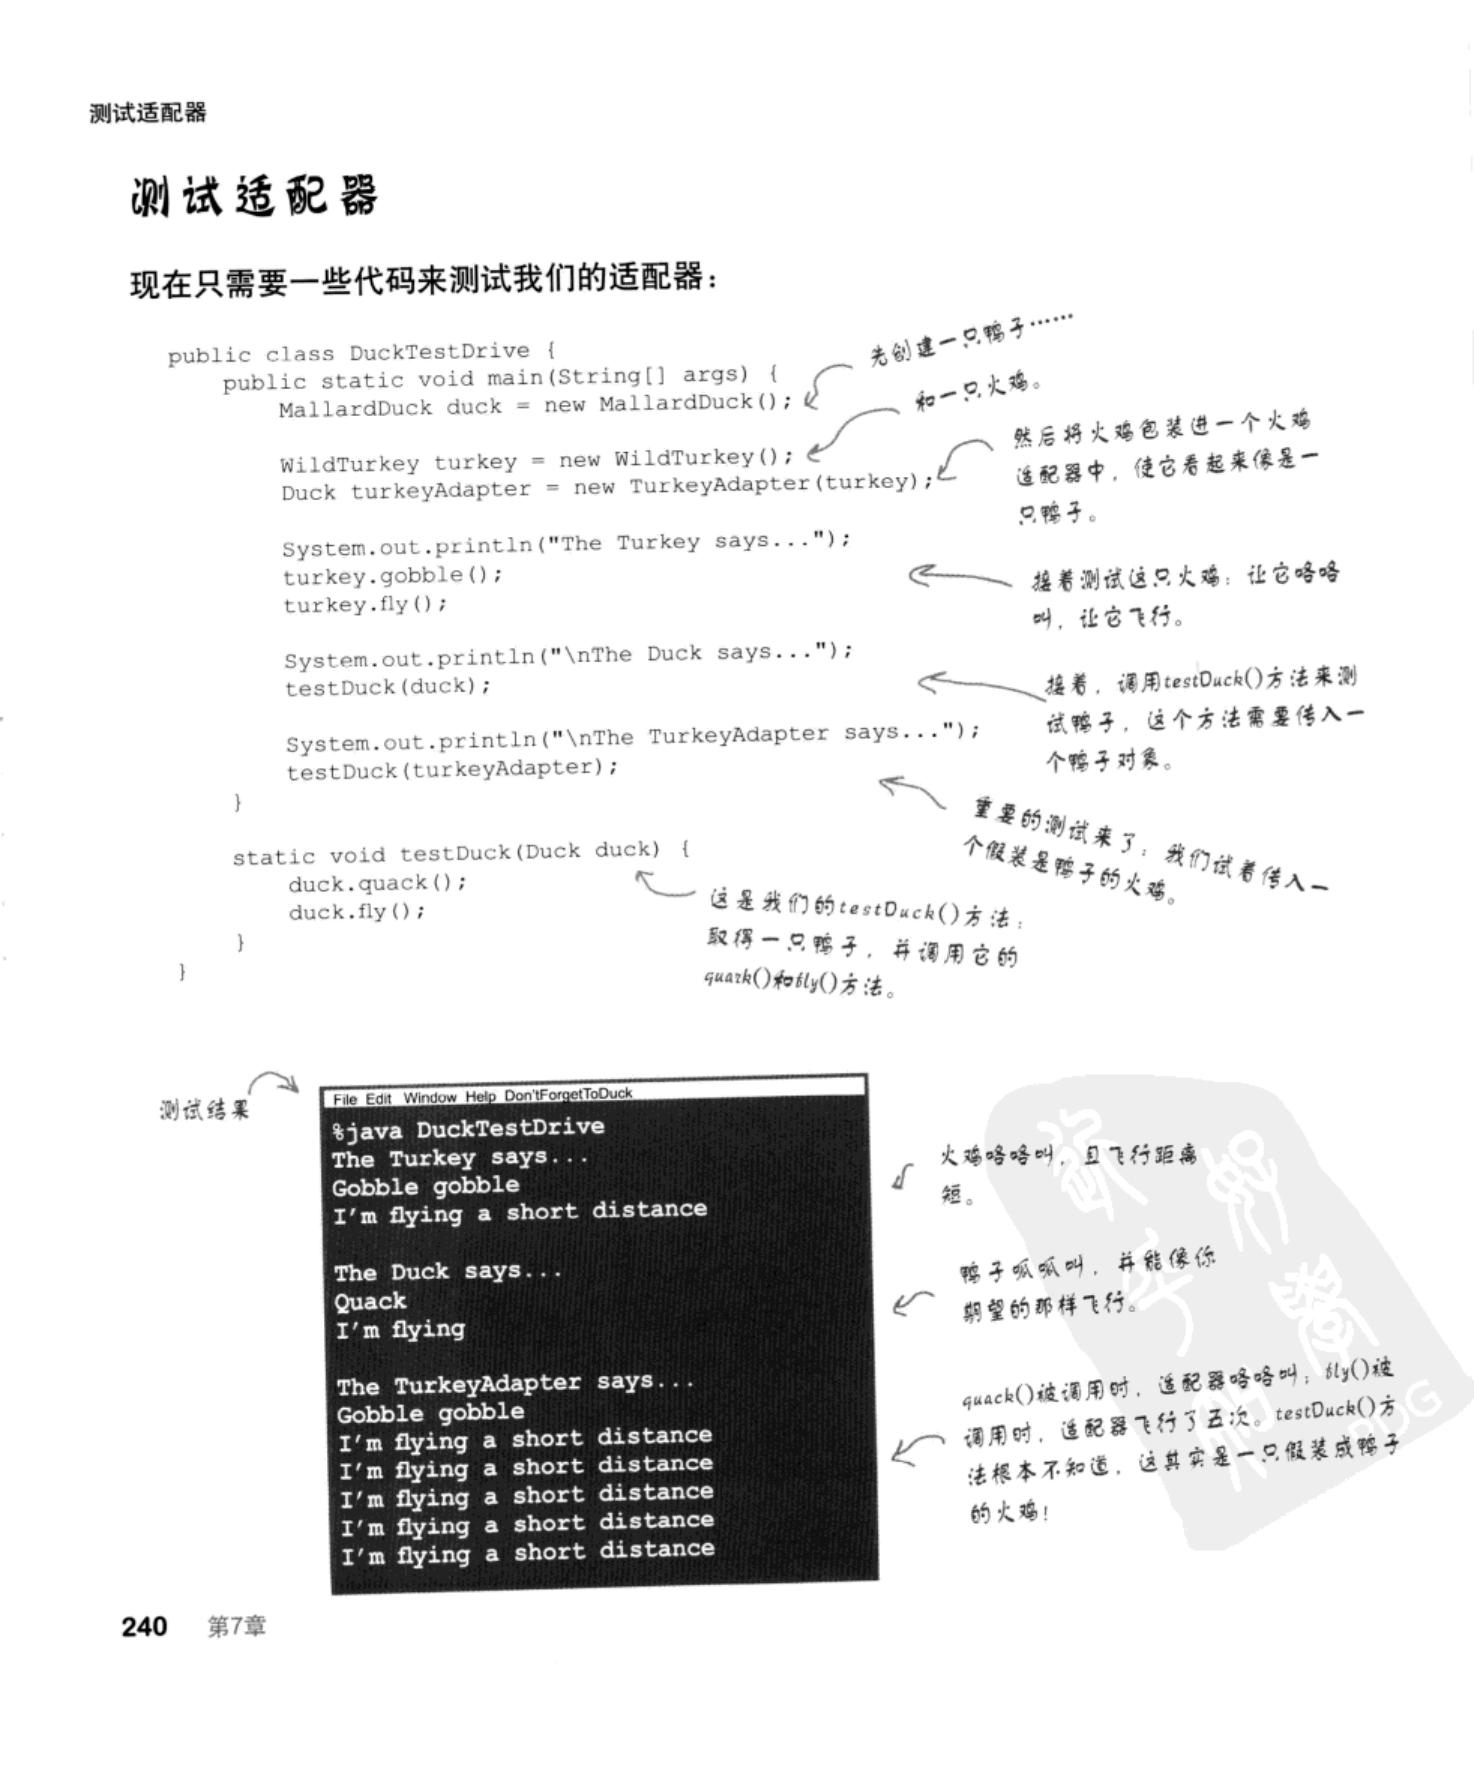 测试适配器
测试适配器
现在只需要一些代码来测试我们的适配器：
public class DuckTestDrive {
public static void main(String[] args) {
MallardDuck duck = new MallardDuck();
先创建一只鸭子……
和一只火鸡。
WildTurkey turkey = new WildTurkey();
Duck turkeyAdapter = new TurkeyAdapter(turkey);
然后将火鸡包装进一个火鸡
适配器中，使它看起来像是一
只鸭子。
System.out.println("The Turkey says...");
turkey.gobble();
turkey.fly();
接着测试这只火鸡：让它咯咯
叫，让它飞行。
System.out.println("\nThe Duck says...");
testDuck(duck);
接着，调用testDuck()方法来测
试鸭子，这个方法需要传入一
个鸭子对象。
System.out.println("\nThe TurkeyAdapter says...");
testDuck(turkeyAdapter);
}
重要的测试来了：我们试着传入一
个假装是鸭子的火鸡。
static void testDuck(Duck duck) {
duck.quack();
duck.fly();
}
}
这是我们的testDuck()方法：
取得一只鸭子，并调用它的
quark()和fly()方法。
测试结果
File Edit Window Help Don'tForgetToDuck
%java DuckTestDrive
The Turkey says...
Gobble gobble
I'm flying a short distance
火鸡咯咯叫，且飞行距离
短。
The Duck says...
Quack
I'm flying
鸭子呱呱叫，并能像你
期望的那样飞行。
The TurkeyAdapter says...
Gobble gobble
I'm flying a short distance
I'm flying a short distance
I'm flying a short distance
I'm flying a short distance
I'm flying a short distance
quack()被调用时，适配器咯咯叫；fly()被
调用时，适配器飞行了五次。testDuck()方
法根本不知道，这其实是一只假装成鸭子
的火鸡！
PDG
240 第7章